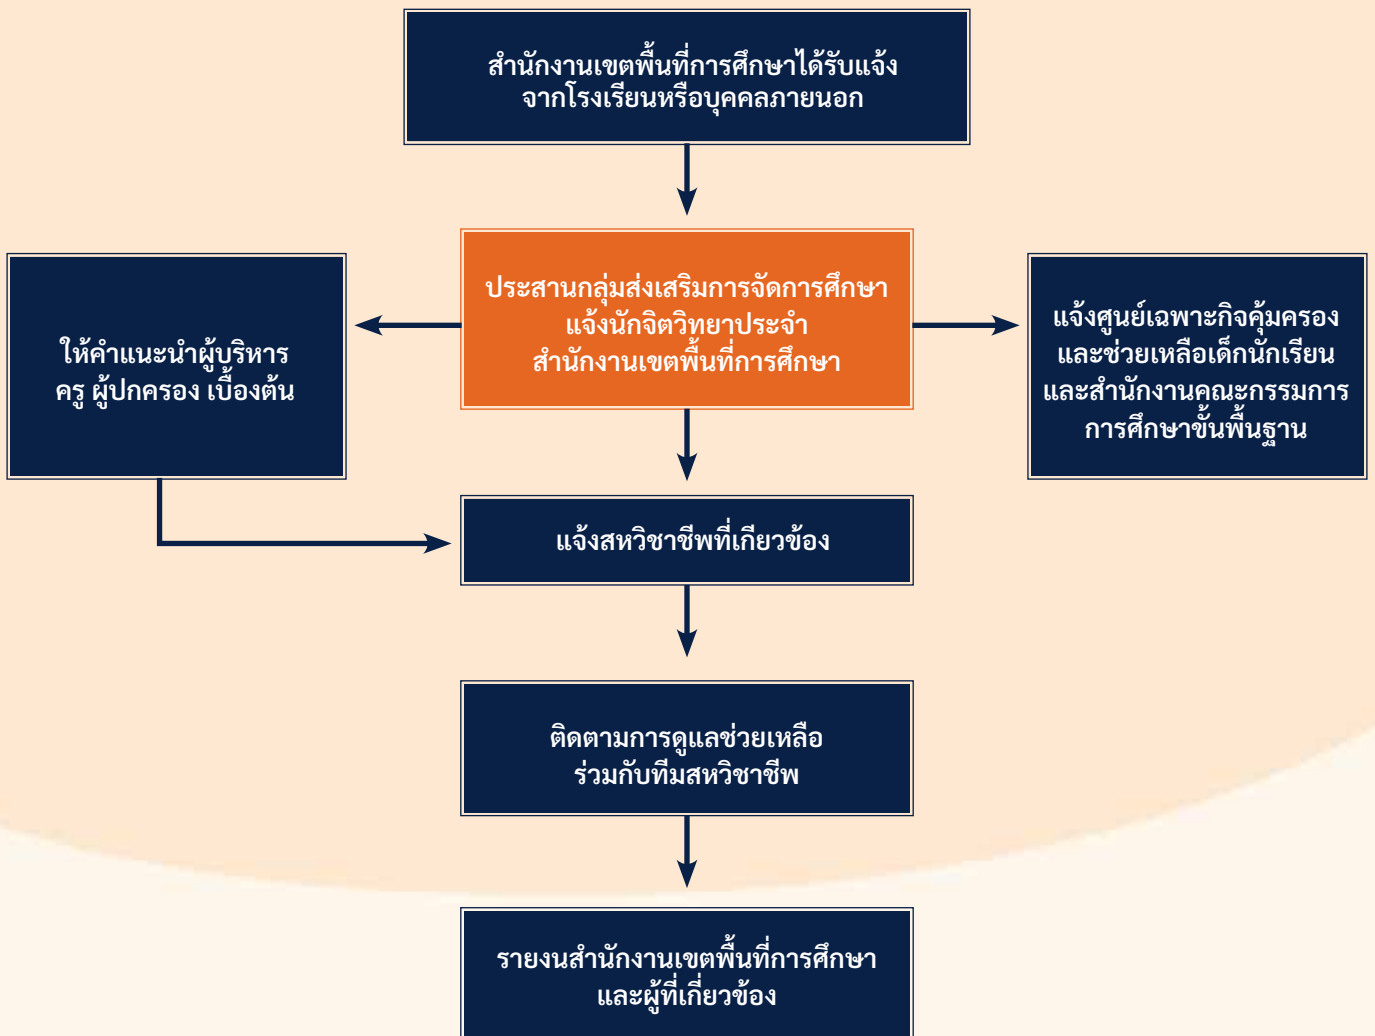 สำนักงานเขตพื้นที่การศึกษาได้รับแจ้ง
จากโรงเรียนหรือบุคคลภายนอก
ประสานกลุ่มส่งเสริมการจัดการศึกษา
แจ้งนักจิตวิทยาประจำ
สำนักงานเขตพื้นที่การศึกษา
ให้คำแนะนำผู้บริหาร
ครู ผู้ปกครอง เบื้องต้น
แจ้งศูนย์เฉพาะกิจคุ้มครอง
และช่วยเหลือเด็กนักเรียน
และสำนักงานคณะกรรมการ
การศึกษาขั้นพื้นฐาน
แจ้งสหวิชาชีพที่เกียวข้อง
ติดตามการดูแลช่วยเหลือ
ร่วมกับทีมสหวิชาชีพ
รายงนสำนักงานเขตพื้นที่การศึกษา
และผู้ที่เกี่ยวข้อง